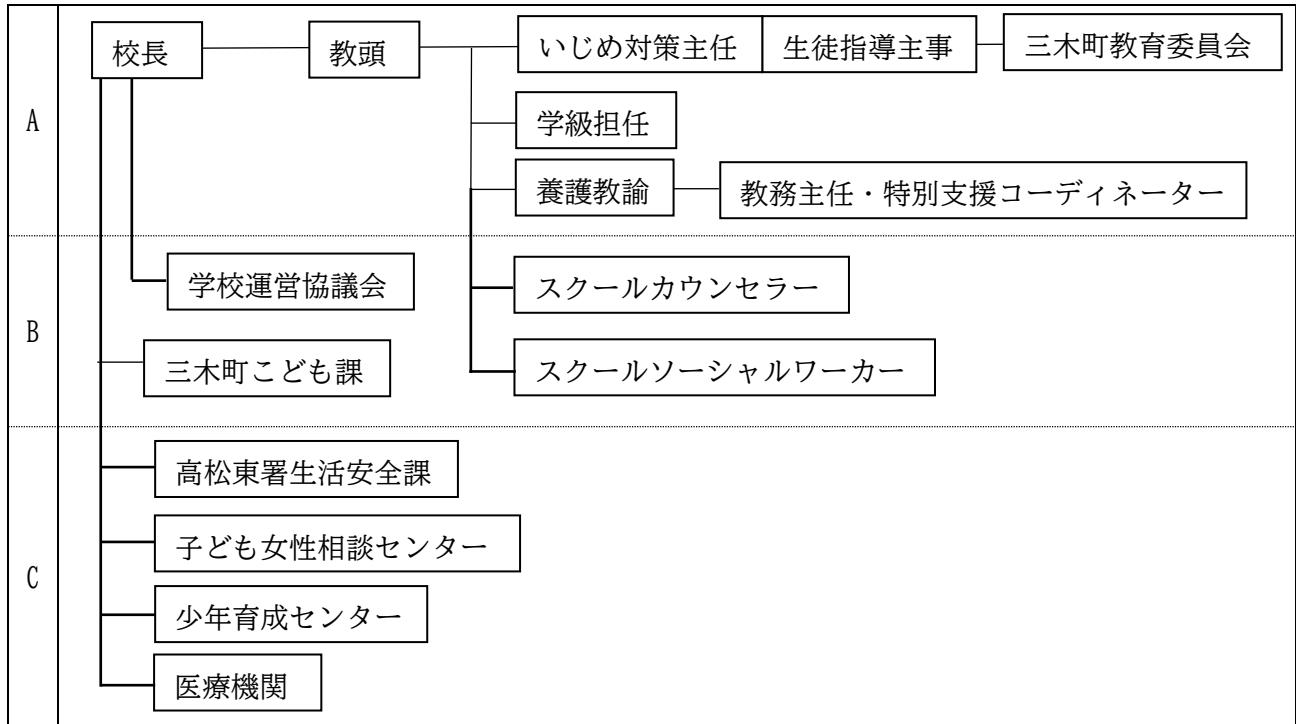 校長
教頭
いじめ対策主任
生徒指導主事
三木町教育委員会
A
学級担任
養護教諭
教務主任・特別支援コーディネーター
B
学校運営協議会
スクールカウンセラー
三木町こども課
スクールソーシャルワーカー
C
高松東署生活安全課
子ども女性相談センター
少年育成センター
医療機関